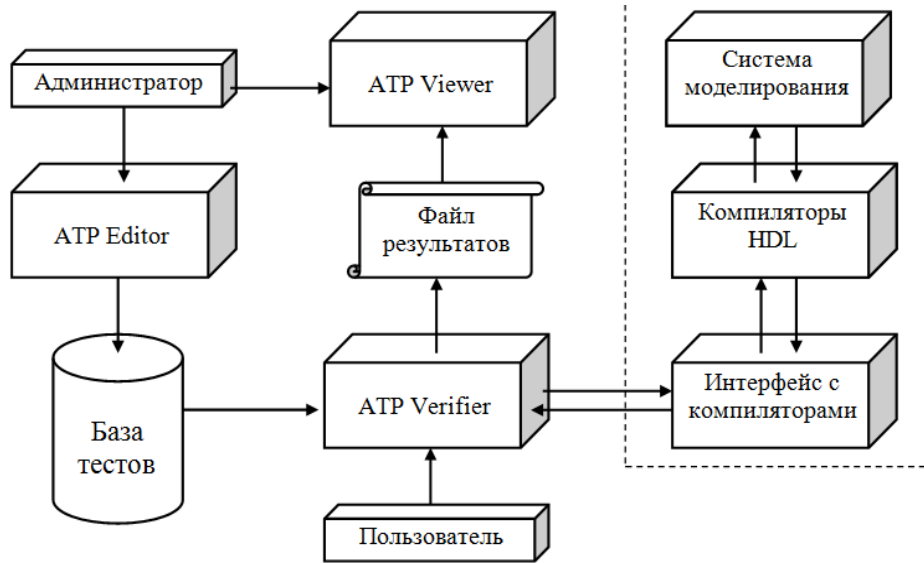 Администратор
ATP Viewer
Система
моделирования
ATP Editor
Файл
результатов
Компиляторы
HDL
База
тестов
ATP Verifier
Интерфейс с
компиляторами
Пользователь